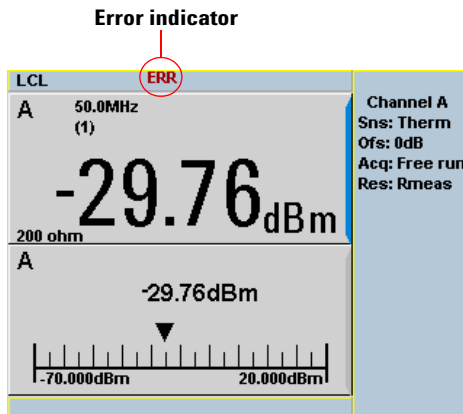 Error indicator
LCL ERR
A 50.0MHz
(1)
-29.76dBm
200 ohm
A
-29.76dBm
-70.000dBm 20.000dBm
Channel A
Sns: Therm
Ofs: 0dB
Acq: Free run
Res: Rmeas